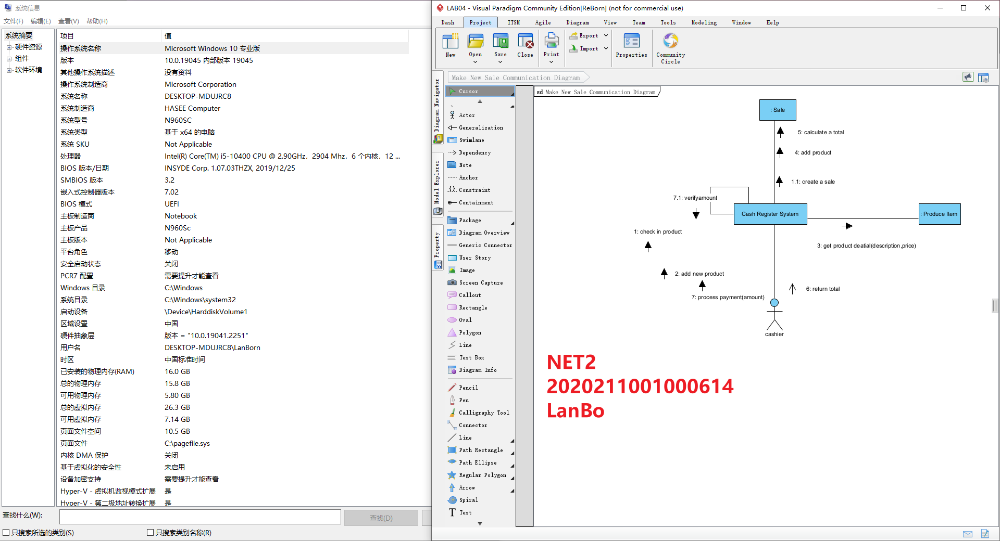 系统信息
文件(F) 编辑(E) 查看(V) 帮助(H)
系统摘要
硬件资源
组件
软件环境
项目 值
操作系统名称 Microsoft Windows 10 专业版
版本 10.0.19045 内部版本 19045
其他操作系统描述 没有资料
操作系统制造商 Microsoft Corporation
系统名称 DESKTOP-MDUJRC8
系统制造商 HASEE Computer
系统型号 N960SC
系统类型 基于 x64 的电脑
系统 SKU Not Applicable
处理器 Intel(R) Core(TM) i5-10400 CPU @ 2.90GHz，2904 Mhz，6 个内核，12 ...
BIOS 版本/日期 INSYDE Corp. 1.07.03THZX, 2019/12/25
SMBIOS 版本 3.2
嵌入式控制器版本 7.02
BIOS 模式 UEFI
主板制造商 Notebook
主板产品 N960Sc
主板版本 Not Applicable
平台角色 移动
安全启动状态 关闭
PCR7 配置 需要提升才能查看
Windows 目录 C:\Windows
系统目录 C:\Windows\system32
启动设备 \Device\HarddiskVolume1
区域设置 中国
硬件抽象层 版本 = "10.0.19041.2251"
用户名 DESKTOP-MDUJRC8\LanBorn
时区 中国标准时间
已安装的物理内存(RAM) 16.0 GB
总的物理内存 15.8 GB
可用物理内存 5.80 GB
总的虚拟内存 26.3 GB
可用虚拟内存 7.14 GB
页面文件空间 10.5 GB
页面文件 C:\pagefile.sys
内核 DMA 保护 关闭
基于虚拟化的安全性 未启用
设备加密支持 需要提升才能查看
Hyper-V - 虚拟机监视模式扩展 是
Hyper-V - 第二级地址转换扩展 是
查找什么(W):
查找(D)
只搜索所选的类别(S) 只搜索类别名称(R)
LAB04 - Visual Paradigm Community Edition[ReBorn] (not for commercial use)
Dash Project ITSM Agile Diagram View Team Tools Modeling Window Help
New Open Save Close Print
Export
Import
Properties
Community Circle
Make New Sale Communication Diagram
Diagram Navigator
Model Explorer
Property
Cursor
Actor
Generalization
Swimlane
Dependency
Note
Anchor
Constraint
Containment
Package
Diagram Overview
Generic Connector
User Story
Image
Screen Capture
Callout
Rectangle
Oval
Polygon
Line
Text Box
Diagram Info
Pencil
Pen
Calligraphy Tool
Connector
Line
Path Rectangle
Path Ellipse
Regular Polygon
Arrow
Spiral
Text
sd Make New Sale Communication Diagram
: Sale
5: calculate a total
4: add product
1.1: create a sale
7.1: verifyamount
Cash Register System
: Produce Item
1: check in product
3: get product deatial(description,price)
2: add new product
6: return total
7: process payment(amount)
cashier
NET2
2020211001000614
LanBo